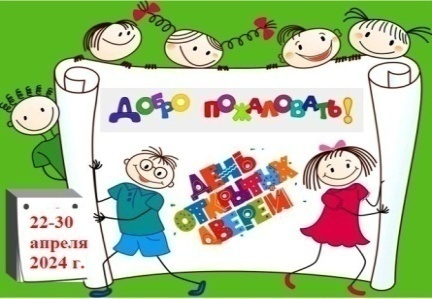 Добро пожаловать!
День
открытых
дверей
22-30
апреля
2024 г.